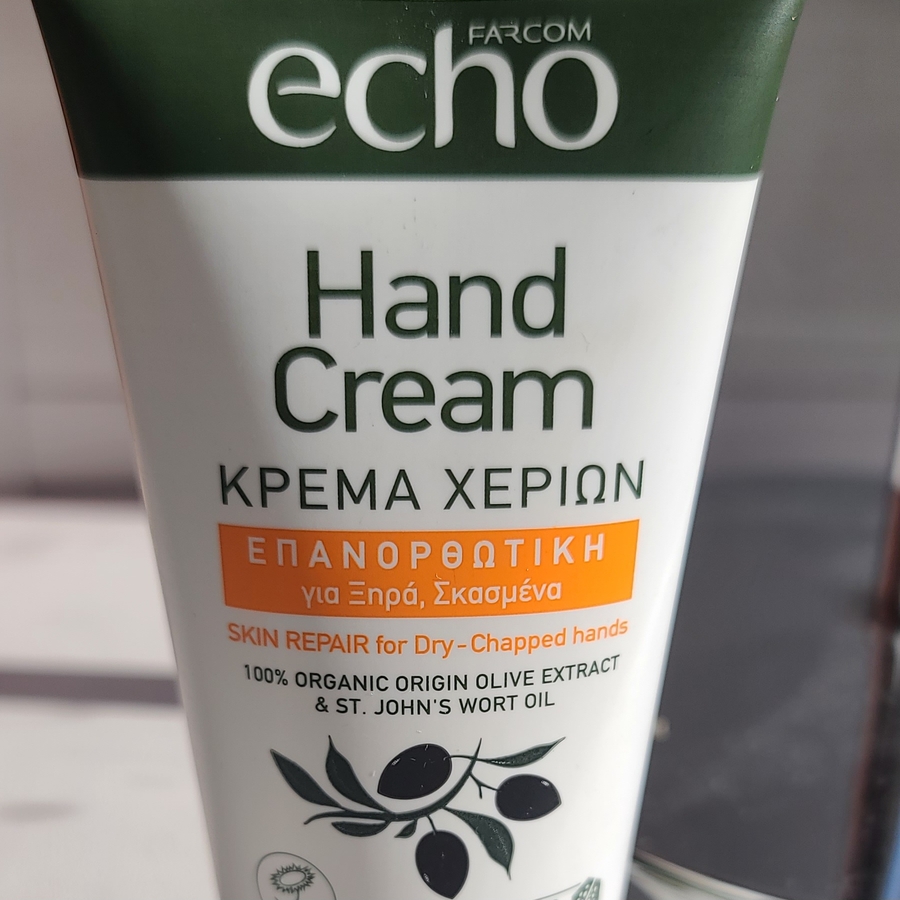 FARCOM
echo
Hand
Cream
ΚΡΕΜΑ ΧΕΡΙΩΝ
ΕΠΑΝΟΡΘΩΤΙΚΗ
για Ξηρά, Σκασμένα
SKIN REPAIR for Dry-Chapped hands
100% ORGANIC ORIGIN OLIVE EXTRACT
& ST. JOHN'S WORT OIL